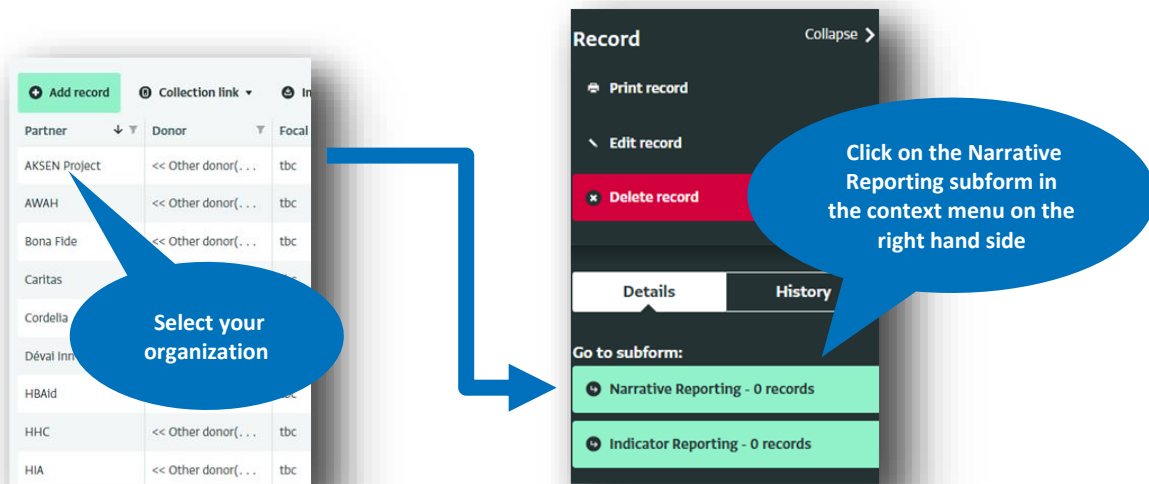 Add record Collection link
Partner Donor Focal
AKSEN Project << Other donor(. . . tbc
AWAH << Other donor(. . . tbc
Bona Fide << Other donor(. . . tbc
Caritas
Cordelia
Dévai Inn
HBAid
HHC << Other donor(. . . tbc
HIA << Other donor(. . . tbc
Select your
organization
Record Collapse
Print record
Edit record
Delete record
Details History
Go to subform:
Narrative Reporting - 0 records
Indicator Reporting - 0 records
Click on the Narrative
Reporting subform in
the context menu on the
right hand side